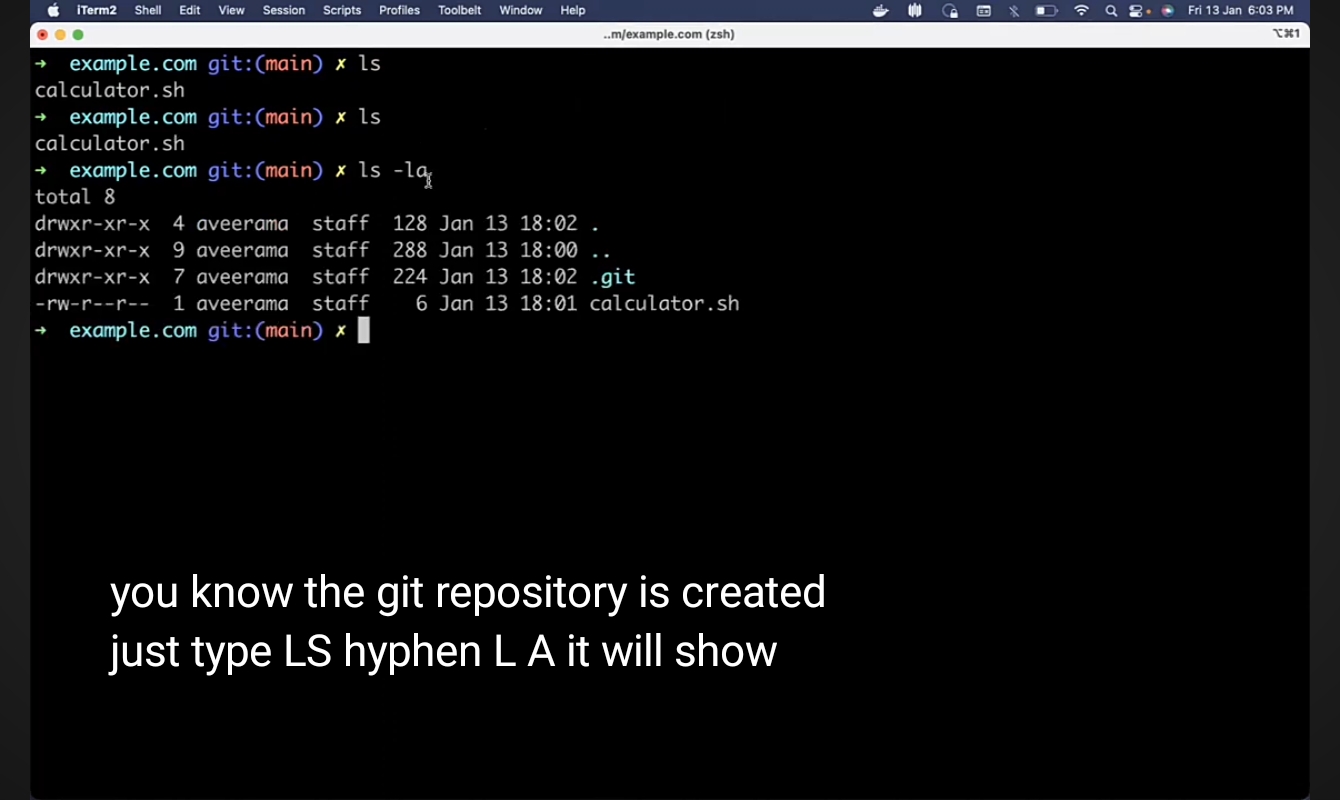 iTerm2 Shell Edit View Session Scripts Profiles Toolbelt Window Help Fri 13 Jan 6:03 PM
..m/example.com (zsh) ⌥⌘1
➜ example.com git:(main) ✗ ls
calculator.sh
➜ example.com git:(main) ✗ ls
calculator.sh
➜ example.com git:(main) ✗ ls -la
total 8
drwxr-xr-x 4 aveerama staff 128 Jan 13 18:02 .
drwxr-xr-x 9 aveerama staff 288 Jan 13 18:00 ..
drwxr-xr-x 7 aveerama staff 224 Jan 13 18:02 .git
-rw-r--r-- 1 aveerama staff 6 Jan 13 18:01 calculator.sh
➜ example.com git:(main) ✗
you know the git repository is created
just type LS hyphen L A it will show